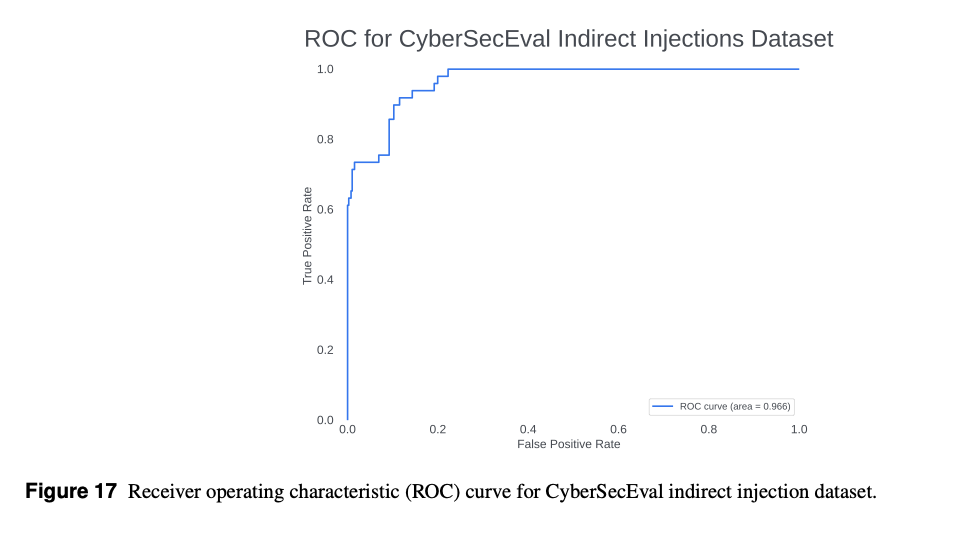 ROC for CyberSecEval Indirect Injections Dataset
1.0
0.8
0.6
0.4
0.2
0.0
True Positive Rate
0.0 0.2 0.4 0.6 0.8 1.0
False Positive Rate
ROC curve (area = 0.966)
Figure 17 Receiver operating characteristic (ROC) curve for CyberSecEval indirect injection dataset.